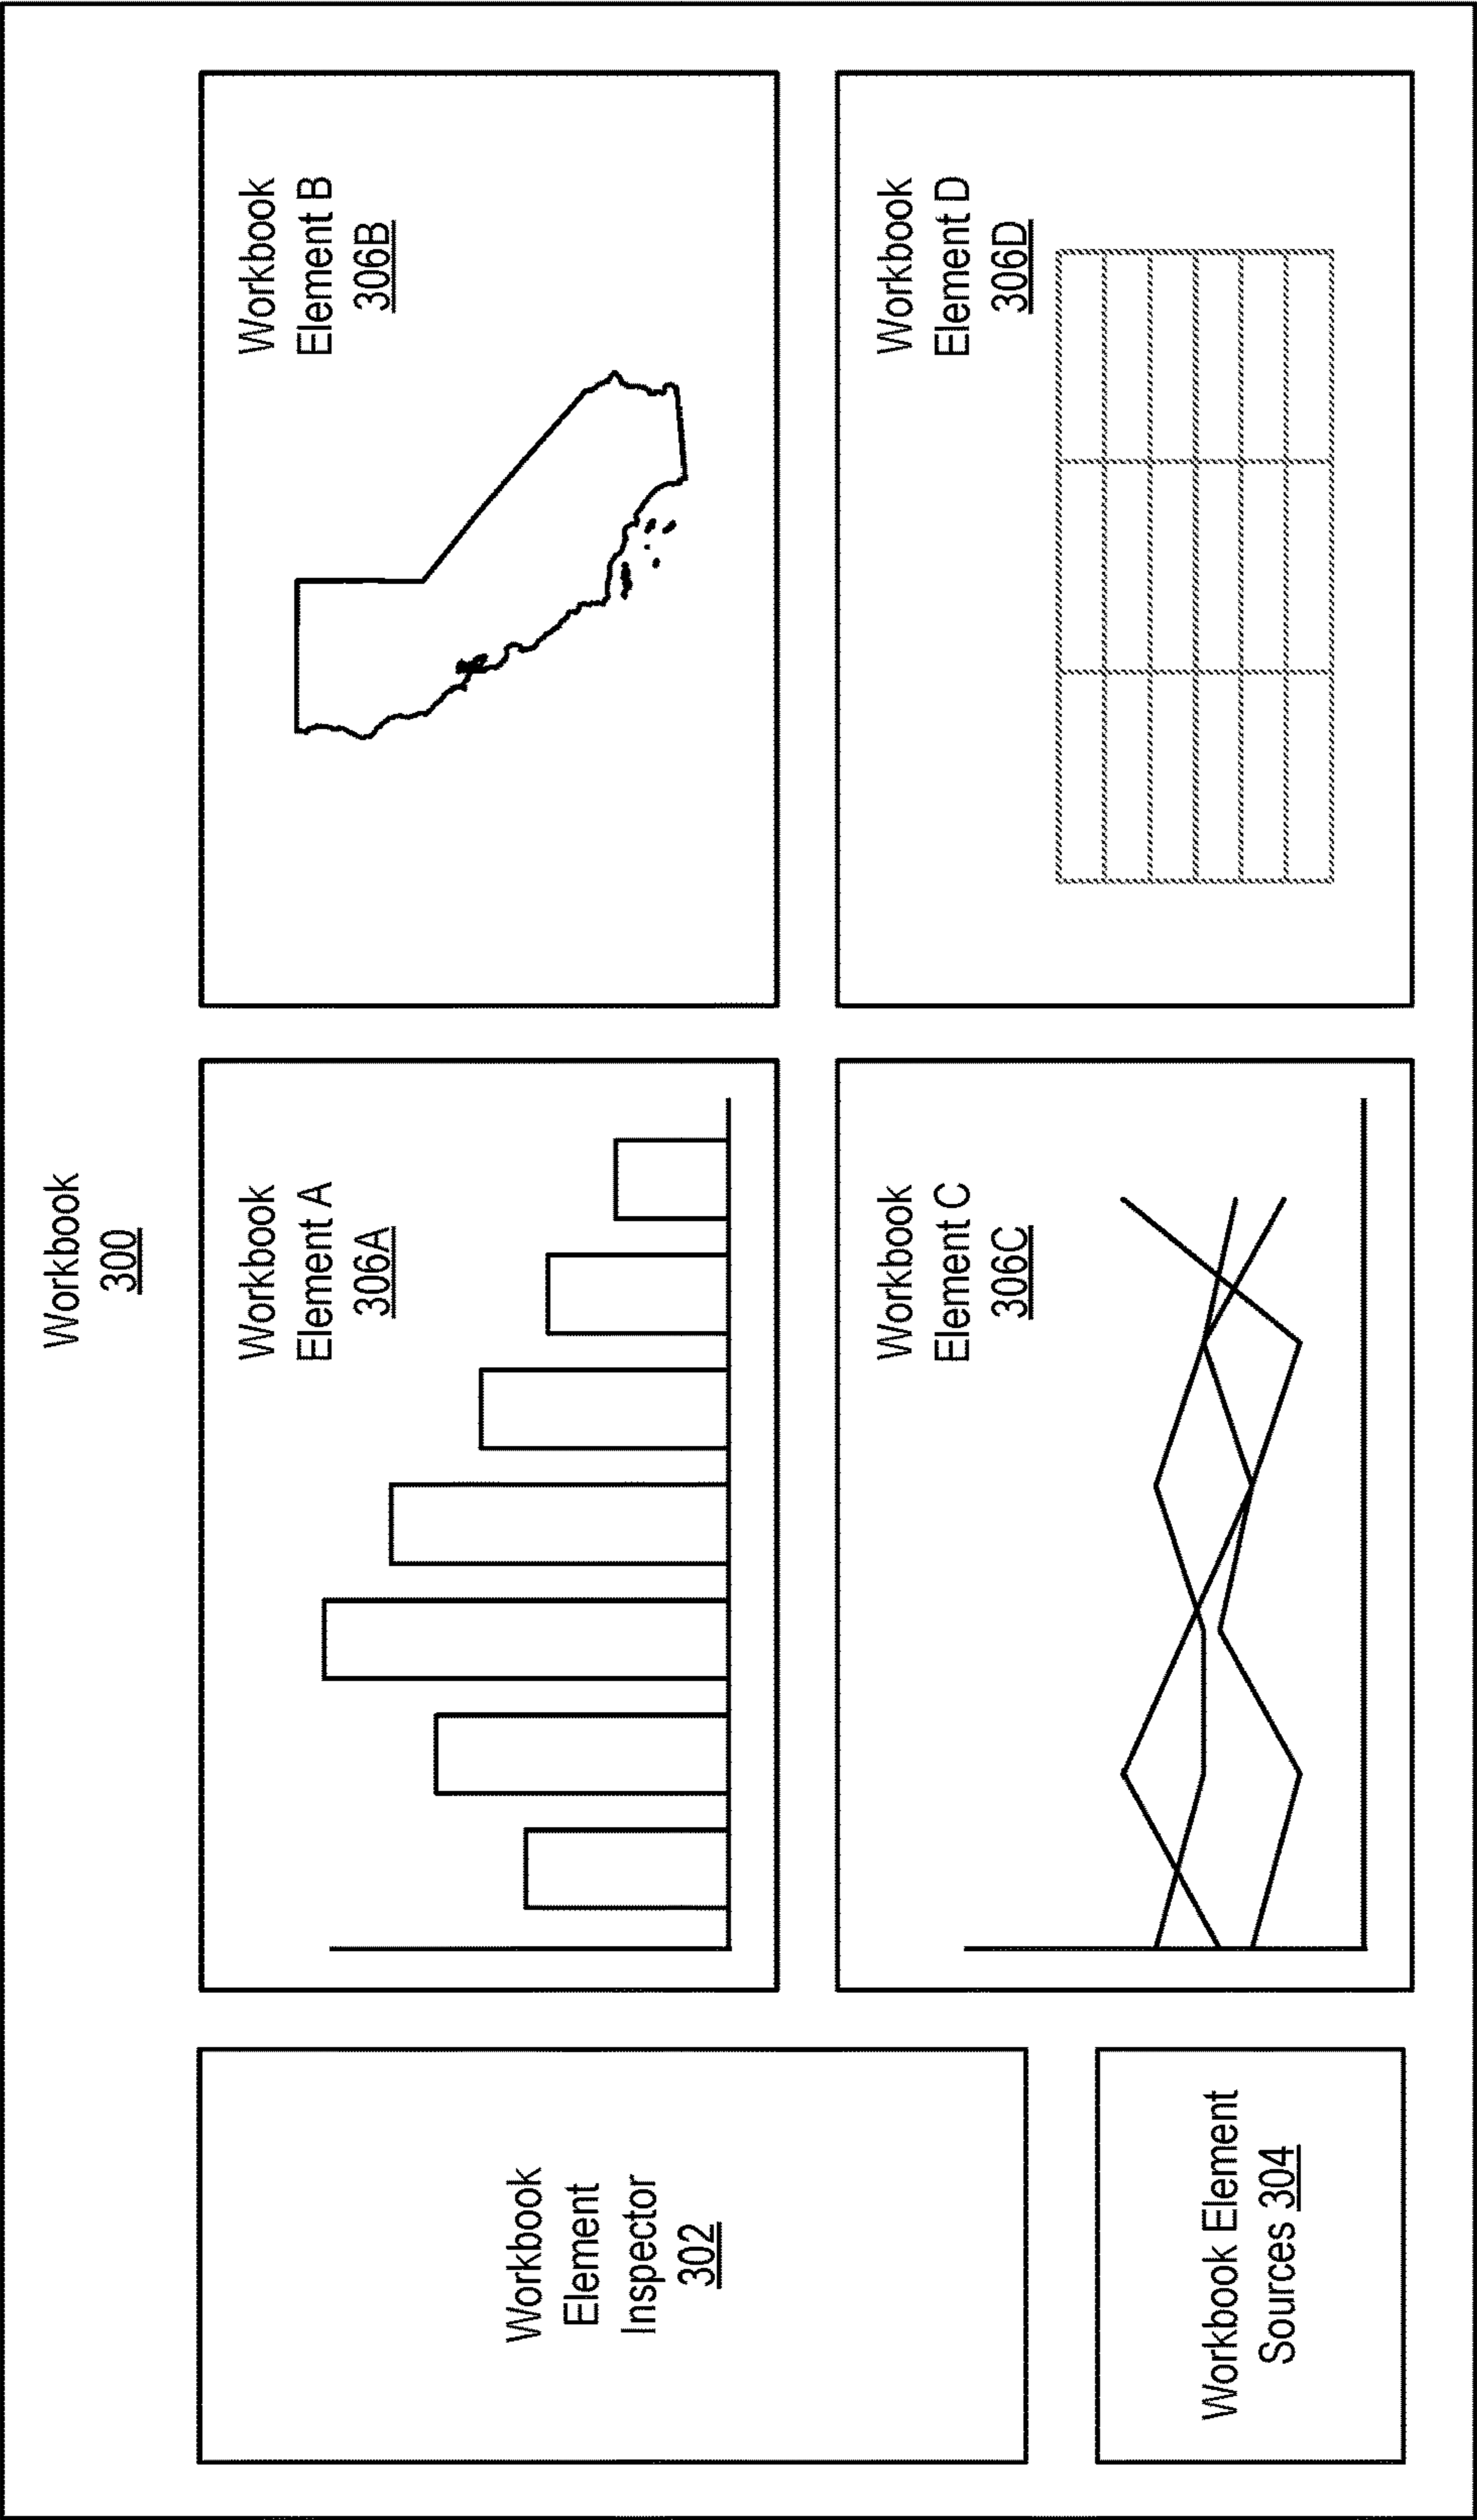 Workbook
300
Workbook
Element
Inspector
302
Workbook Element
Sources 304
Workbook
Element A
306A
Workbook
Element B
306B
Workbook
Element C
306C
Workbook
Element D
306D